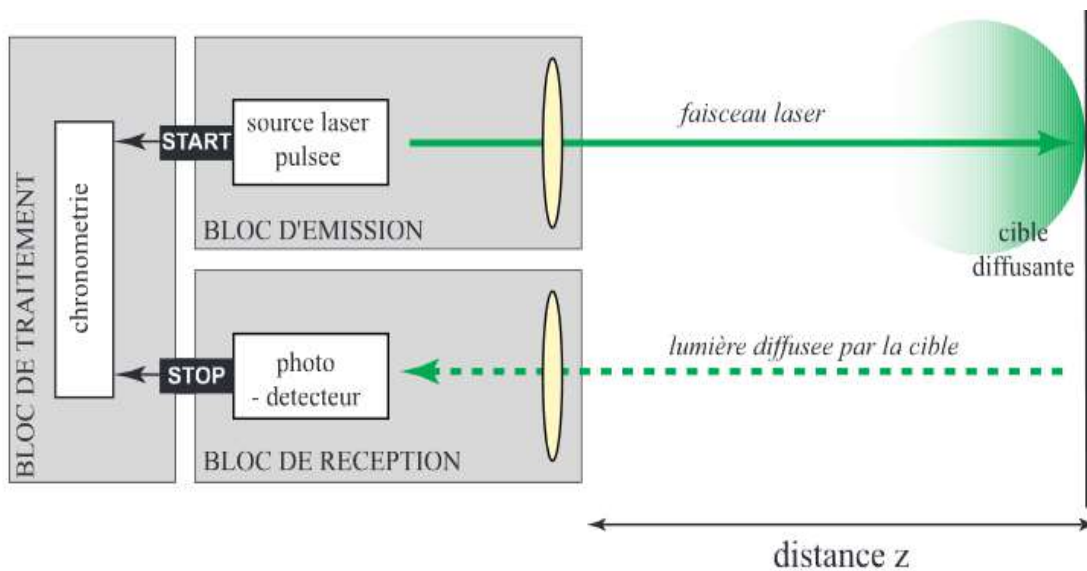 BLOC DE TRAITEMENT
chronometrie
START
source laser
pulsee
BLOC D'EMISSION
faisceau laser
cible
diffusante
STOP
photo
- detecteur
BLOC DE RECEPTION
lumière diffusee par la cible
distance z